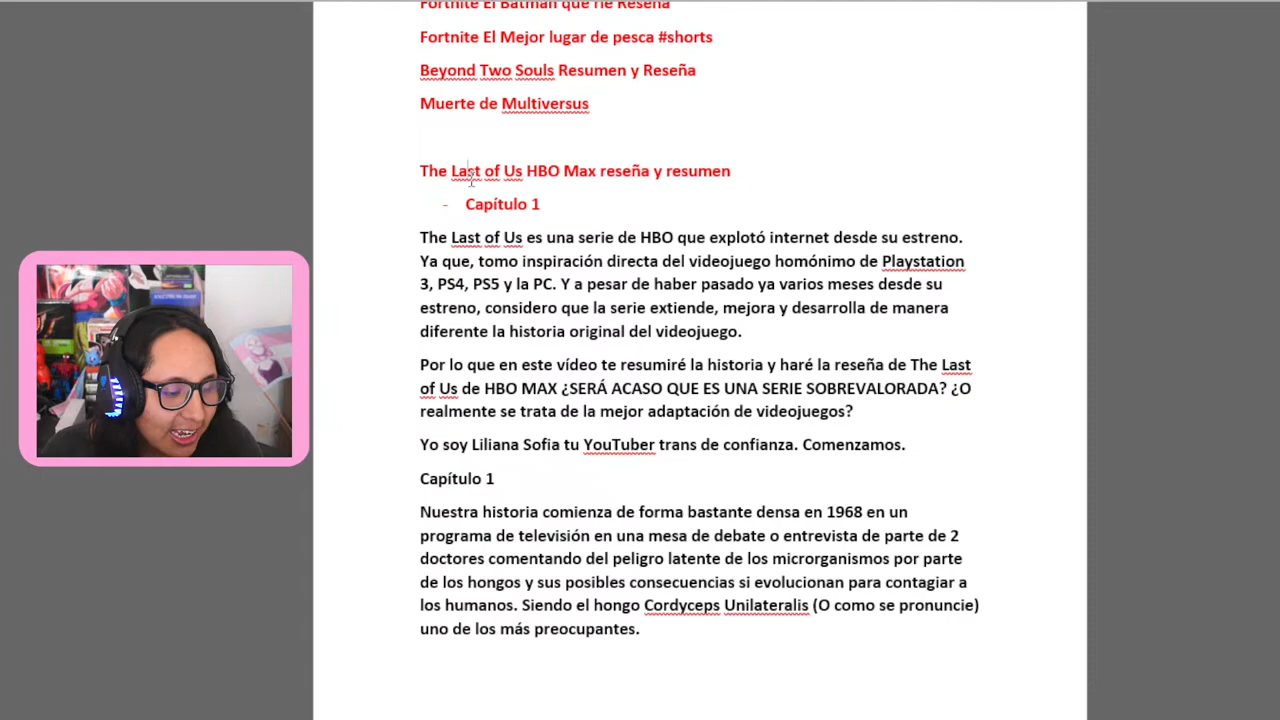 Fortnite El Batman que ríe Reseña
Fortnite El Mejor lugar de pesca #shorts
Beyond Two Souls Resumen y Reseña
Muerte de Multiversus
The Last of Us HBO Max reseña y resumen
- Capítulo 1
The Last of Us es una serie de HBO que explotó internet desde su estreno.
Ya que, tomo inspiración directa del videojuego homónimo de Playstation
3, PS4, PS5 y la PC. Y a pesar de haber pasado ya varios meses desde su
estreno, considero que la serie extiende, mejora y desarrolla de manera
diferente la historia original del videojuego.
Por lo que en este vídeo te resumiré la historia y haré la reseña de The Last
of Us de HBO MAX ¿SERÁ ACASO QUE ES UNA SERIE SOBREVALORADA? ¿O
realmente se trata de la mejor adaptación de videojuegos?
Yo soy Liliana Sofia tu YouTuber trans de confianza. Comenzamos.
Capítulo 1
Nuestra historia comienza de forma bastante densa en 1968 en un
programa de televisión en una mesa de debate o entrevista de parte de 2
doctores comentando del peligro latente de los microrganismos por parte
de los hongos y sus posibles consecuencias si evolucionan para contagiar a
los humanos. Siendo el hongo Cordyceps Unilateralis (O como se pronuncie)
uno de los más preocupantes.